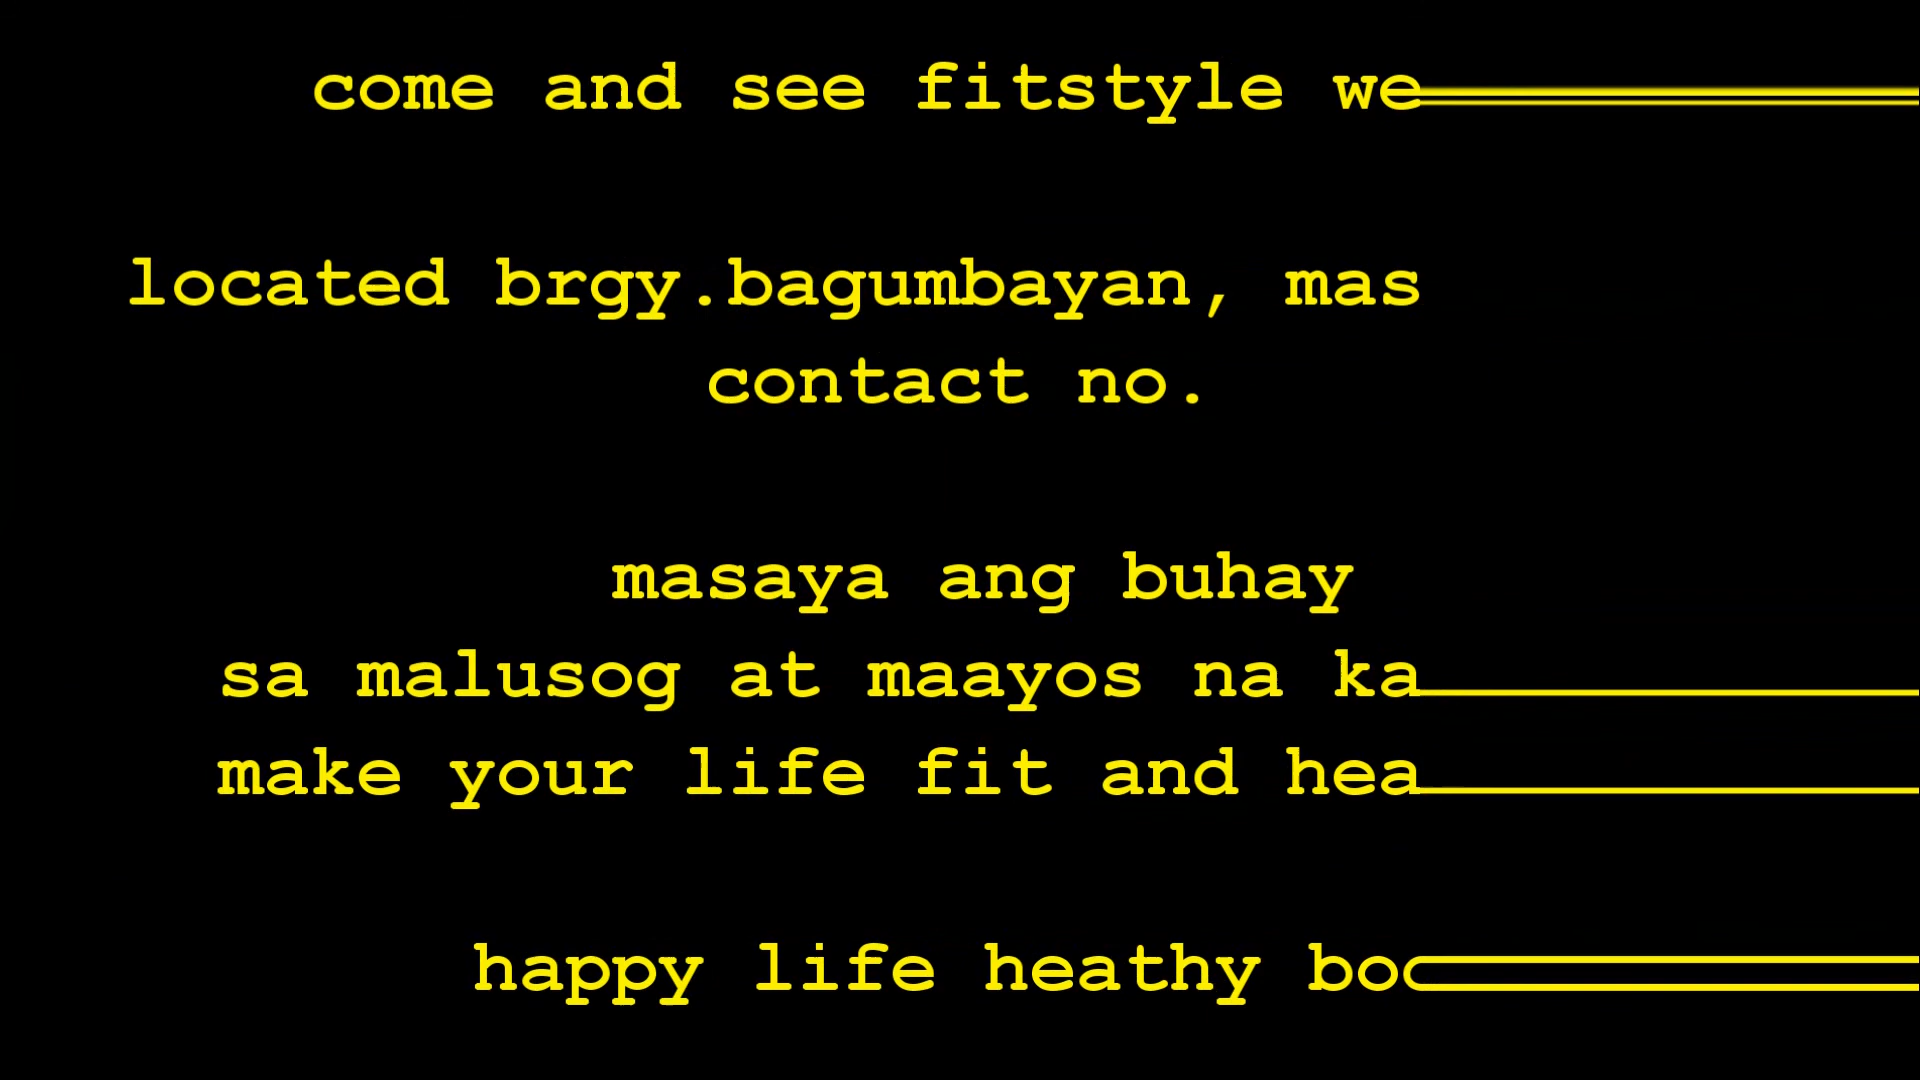 come and see fitstyle we
located brgy.bagumbayan, mas
contact no.
masaya ang buhay
sa malusog at maayos na ka
make your life fit and hea
happy life heathy bo